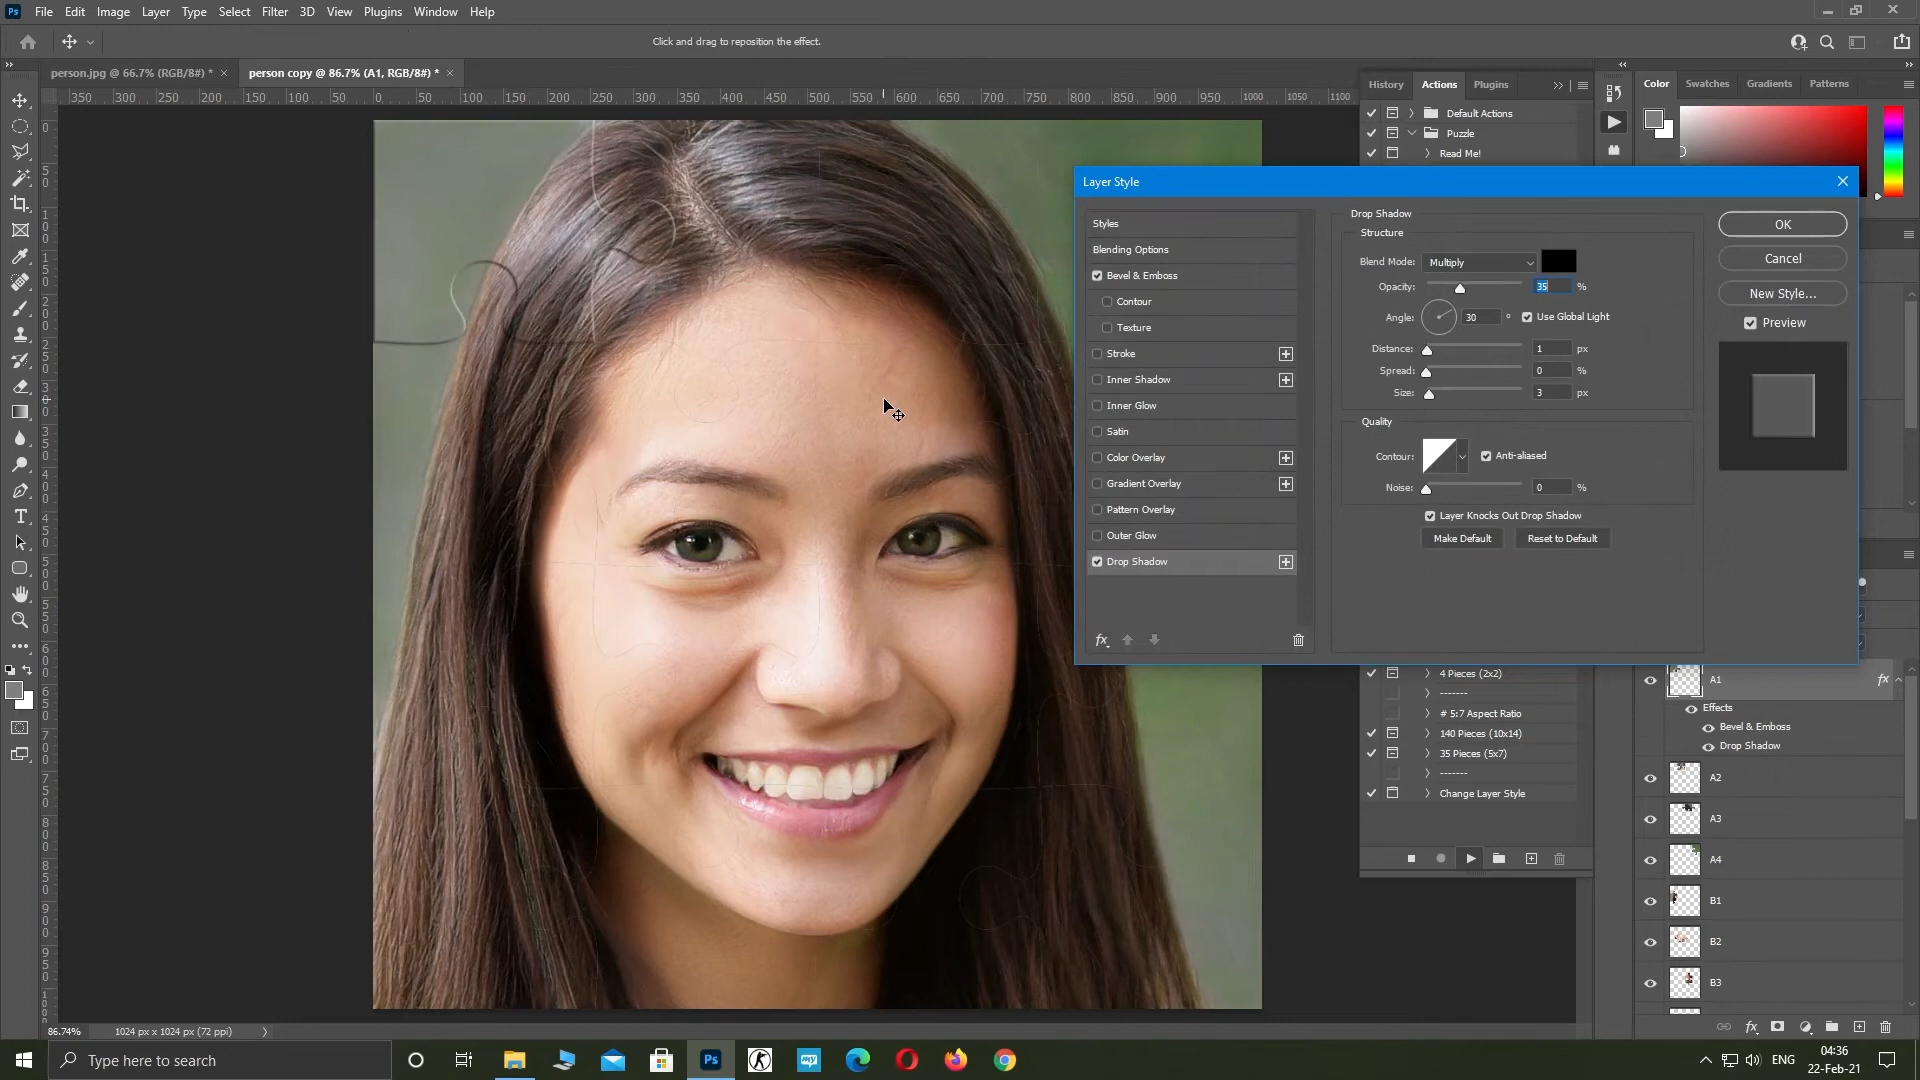 Ps File Edit Image Layer Type Select Filter 3D View Plugins Window Help
Click and drag to reposition the effect.
person.jpg @ 66.7% (RGB/8#) * ×
person copy @ 86.7% (A1, RGB/8#) * ×
350 300 250 200 150 100 50 0 50 100 150 200 250 300 350 400 450 500 550 600 650 700 750 800 850 900 950 1000 1050 1100
History Actions Plugins
Default Actions
Puzzle
Read Me!
Color Swatches Gradients Patterns
Layer Style
Styles
Blending Options
Bevel & Emboss
Contour
Texture
Stroke
Inner Shadow
Inner Glow
Satin
Color Overlay
Gradient Overlay
Pattern Overlay
Outer Glow
Drop Shadow
fx
Drop Shadow
Structure
Blend Mode: Multiply
Opacity: 35 %
Angle: 30 ° Use Global Light
Distance: 1 px
Spread: 0 %
Size: 3 px
Quality
Contour: Anti-aliased
Noise: 0 %
Layer Knocks Out Drop Shadow
Make Default Reset to Default
OK
Cancel
New Style...
Preview
4 Pieces (2x2)
-------
# 5:7 Aspect Ratio
140 Pieces (10x14)
35 Pieces (5x7)
-------
Change Layer Style
A1 fx
Effects
Bevel & Emboss
Drop Shadow
A2
A3
A4
B1
B2
B3
fx
86.74% 1024 px x 1024 px (72 ppi)
Type here to search
Ps
my
ENG
04:36
22-Feb-21